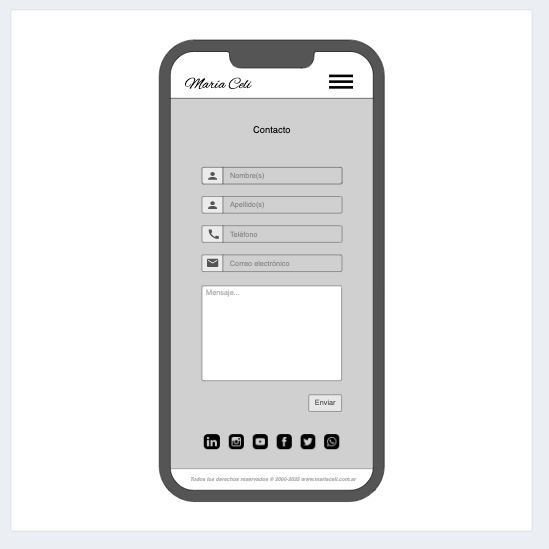 Maria Celi
Contacto
Nombre(s)
Apellido(s)
Teléfono
Correo electrónico
Mensaje...
Enviar
Todos los derechos reservados © 2000-2025 www.mariaceli.com.ar